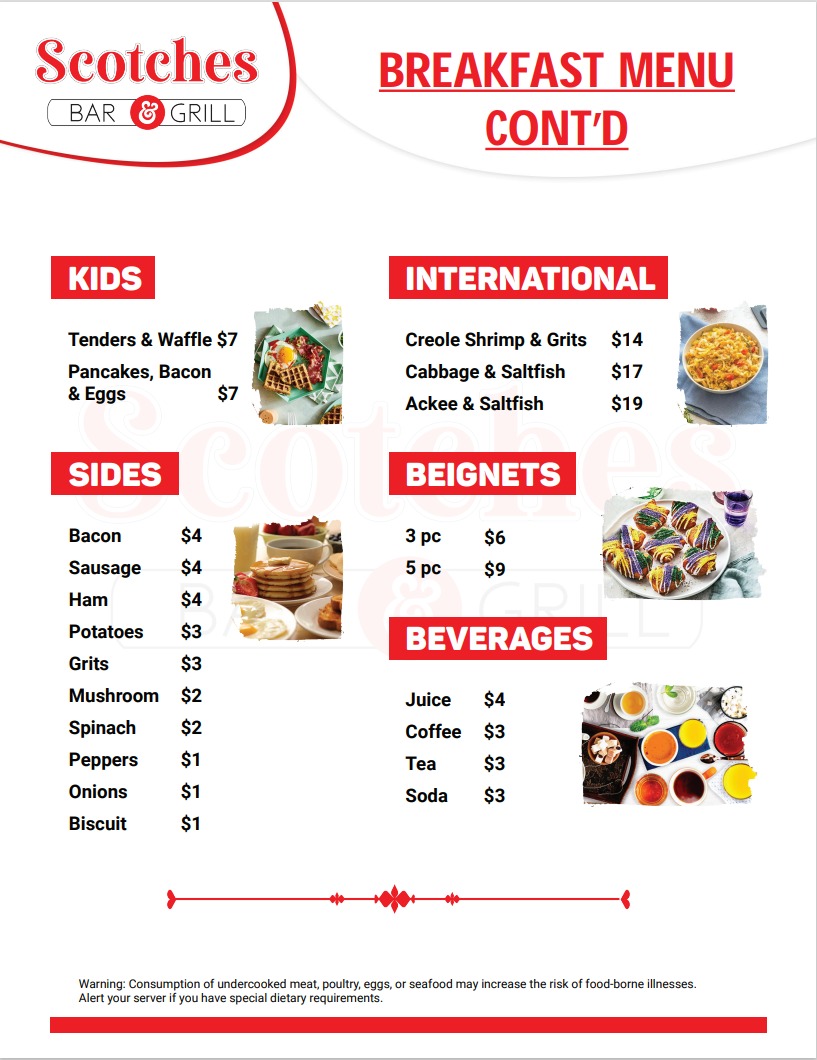 Scotches
BAR & GRILL
BREAKFAST MENU
CONT'D
KIDS
Tenders & Waffle $7
Pancakes, Bacon
& Eggs $7
SIDES
Bacon $4
Sausage $4
Ham $4
Potatoes $3
Grits $3
Mushroom $2
Spinach $2
Peppers $1
Onions $1
Biscuit $1
INTERNATIONAL
Creole Shrimp & Grits $14
Cabbage & Saltfish $17
Ackee & Saltfish $19
BEIGNETS
3 pc $6
5 pc $9
BEVERAGES
Juice $4
Coffee $3
Tea $3
Soda $3
Scotches
BAR & GRILL
Warning: Consumption of undercooked meat, poultry, eggs, or seafood may increase the risk of food-borne illnesses.
Alert your server if you have special dietary requirements.